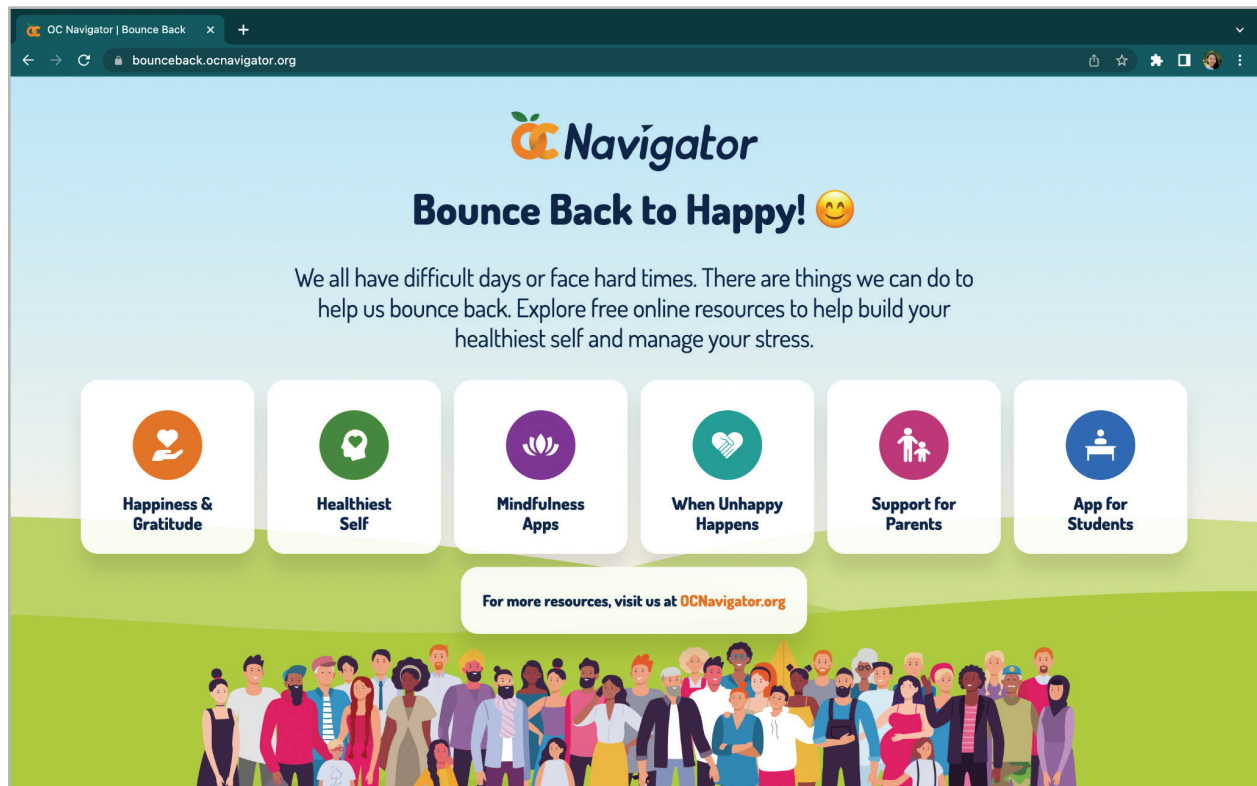 OC Navigator | Bounce Back
bounceback.ocnavigator.org
OC Navigator
Bounce Back to Happy! 😊
We all have difficult days or face hard times. There are things we can do to
help us bounce back. Explore free online resources to help build your
healthiest self and manage your stress.
Happiness &
Gratitude
Healthiest
Self
Mindfulness
Apps
When Unhappy
Happens
Support for
Parents
App for
Students
For more resources, visit us at OCNavigator.org